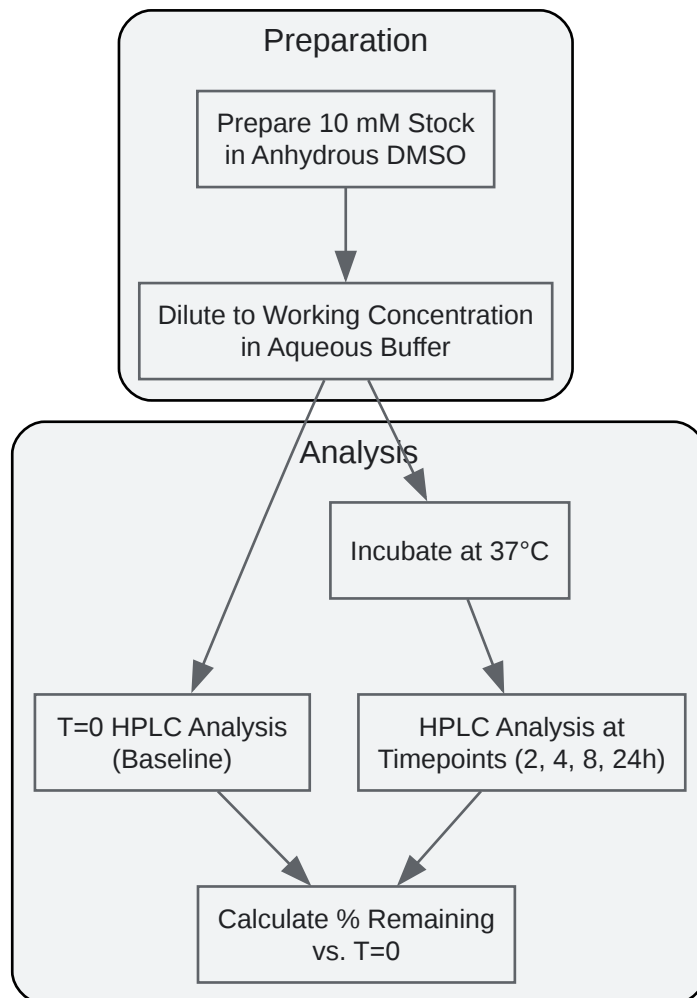 Preparation
Prepare 10 mM Stock
in Anhydrous DMSO
Dilute to Working Concentration
in Aqueous Buffer
Analysis
Incubate at 37°C
T=0 HPLC Analysis
(Baseline)
HPLC Analysis at
Timepoints (2, 4, 8, 24h)
Calculate % Remaining
vs. T=0